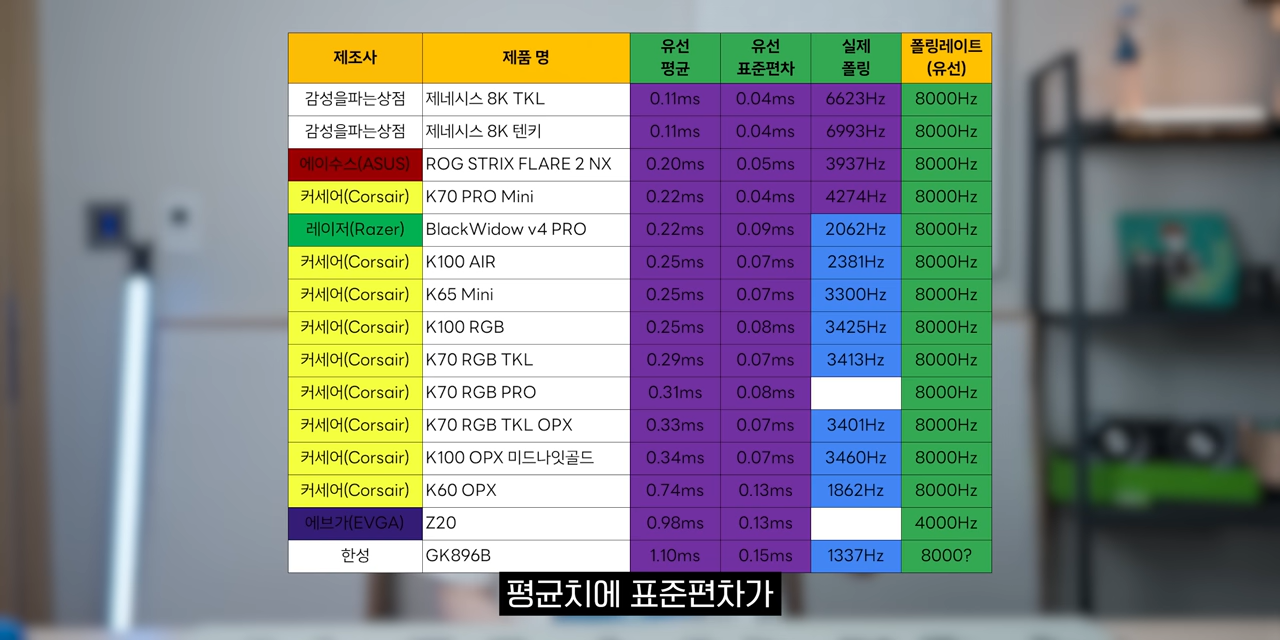 제조사 제품 명 유선 평균 유선 표준편차 실제 폴링 폴링레이트 (유선)
감성을파는상점 제네시스 8K TKL 0.11ms 0.04ms 6623Hz 8000Hz
감성을파는상점 제네시스 8K 텐키 0.11ms 0.04ms 6993Hz 8000Hz
에이수스(ASUS) ROG STRIX FLARE 2 NX 0.20ms 0.05ms 3937Hz 8000Hz
커세어(Corsair) K70 PRO Mini 0.22ms 0.04ms 4274Hz 8000Hz
레이저(Razer) BlackWidow v4 PRO 0.22ms 0.09ms 2062Hz 8000Hz
커세어(Corsair) K100 AIR 0.25ms 0.07ms 2381Hz 8000Hz
커세어(Corsair) K65 Mini 0.25ms 0.07ms 3300Hz 8000Hz
커세어(Corsair) K100 RGB 0.25ms 0.08ms 3425Hz 8000Hz
커세어(Corsair) K70 RGB TKL 0.29ms 0.07ms 3413Hz 8000Hz
커세어(Corsair) K70 RGB PRO 0.31ms 0.08ms 8000Hz
커세어(Corsair) K70 RGB TKL OPX 0.33ms 0.07ms 3401Hz 8000Hz
커세어(Corsair) K100 OPX 미드나잇골드 0.34ms 0.07ms 3460Hz 8000Hz
커세어(Corsair) K60 OPX 0.74ms 0.13ms 1862Hz 8000Hz
에브가(EVGA) Z20 0.98ms 0.13ms 4000Hz
한성 GK896B 1.10ms 0.15ms 1337Hz 8000?
평균치에 표준편차가